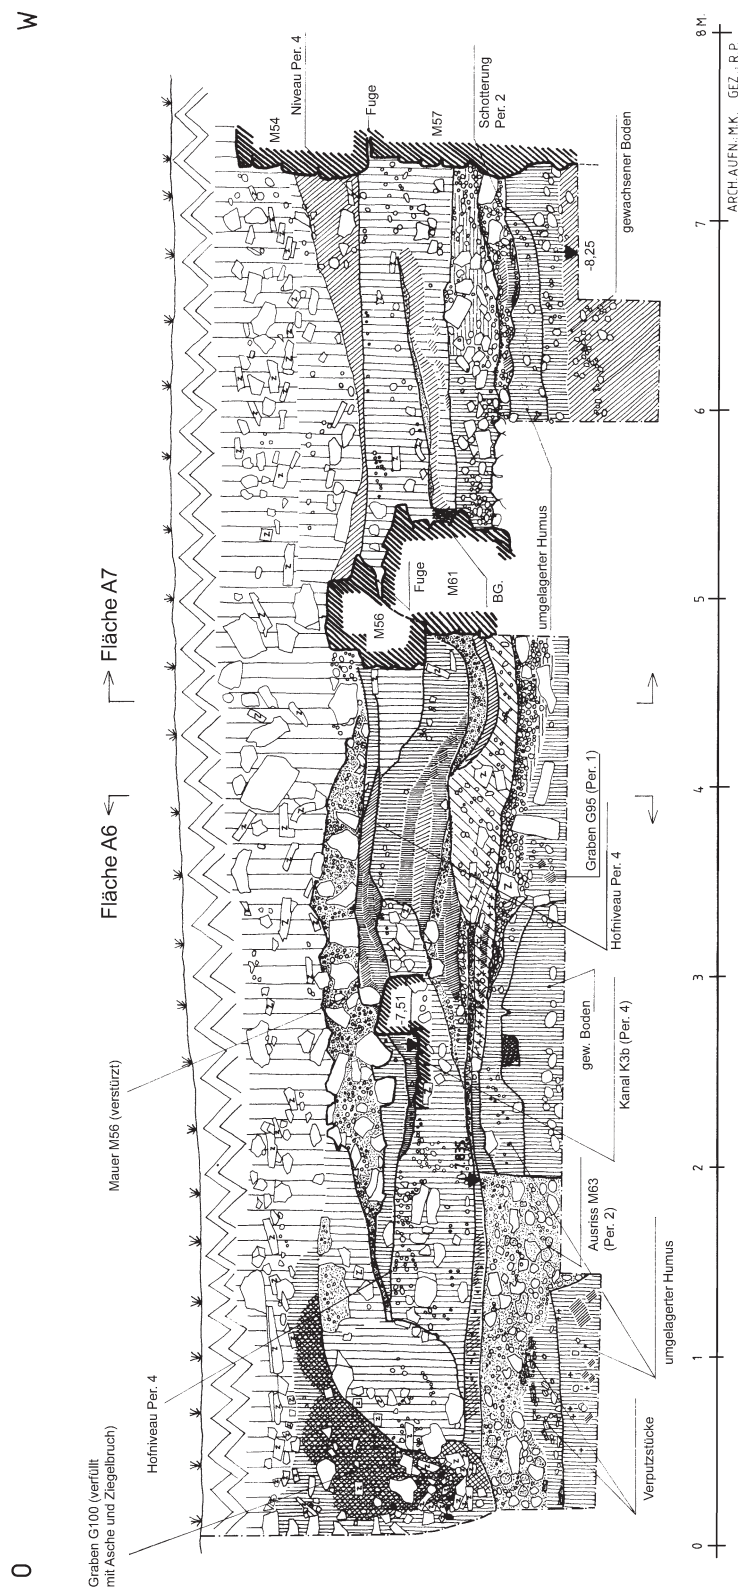 O
W
Fläche A6
Fläche A7
Graben G100 (verfüllt
mit Asche und Ziegelbruch)
Hofniveau Per. 4
Mauer M56 (verstürzt)
M54
Niveau Per. 4
Fuge
M57
Schotterung
Per. 2
gewachsener Boden
-8,25
M56
Fuge
M61
BG.
umgelagerter Humus
-7.51
Graben G95 (Per. 1)
Hofniveau Per. 4
gew. Boden
Kanal K3b (Per. 4)
Ausriss M63
(Per. 2)
umgelagerter Humus
Verputzstücke
0
1
2
3
4
5
6
7
8 M.
ARCH.AUFN.: M.K. GEZ.: R.P.